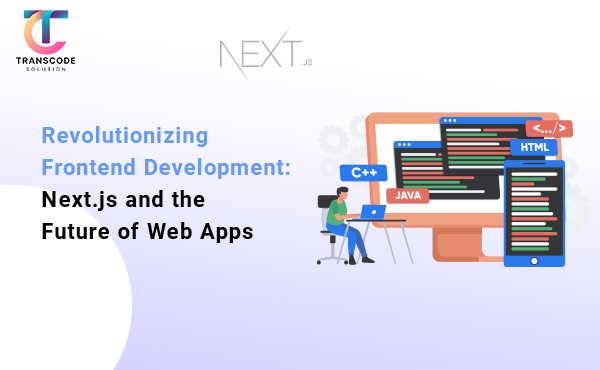 TRANSCODE
SOLUTION
NEXT.JS
Revolutionizing
Frontend Development:
Next.js and the
Future of Web Apps
<.../>
HTML
C++
JAVA